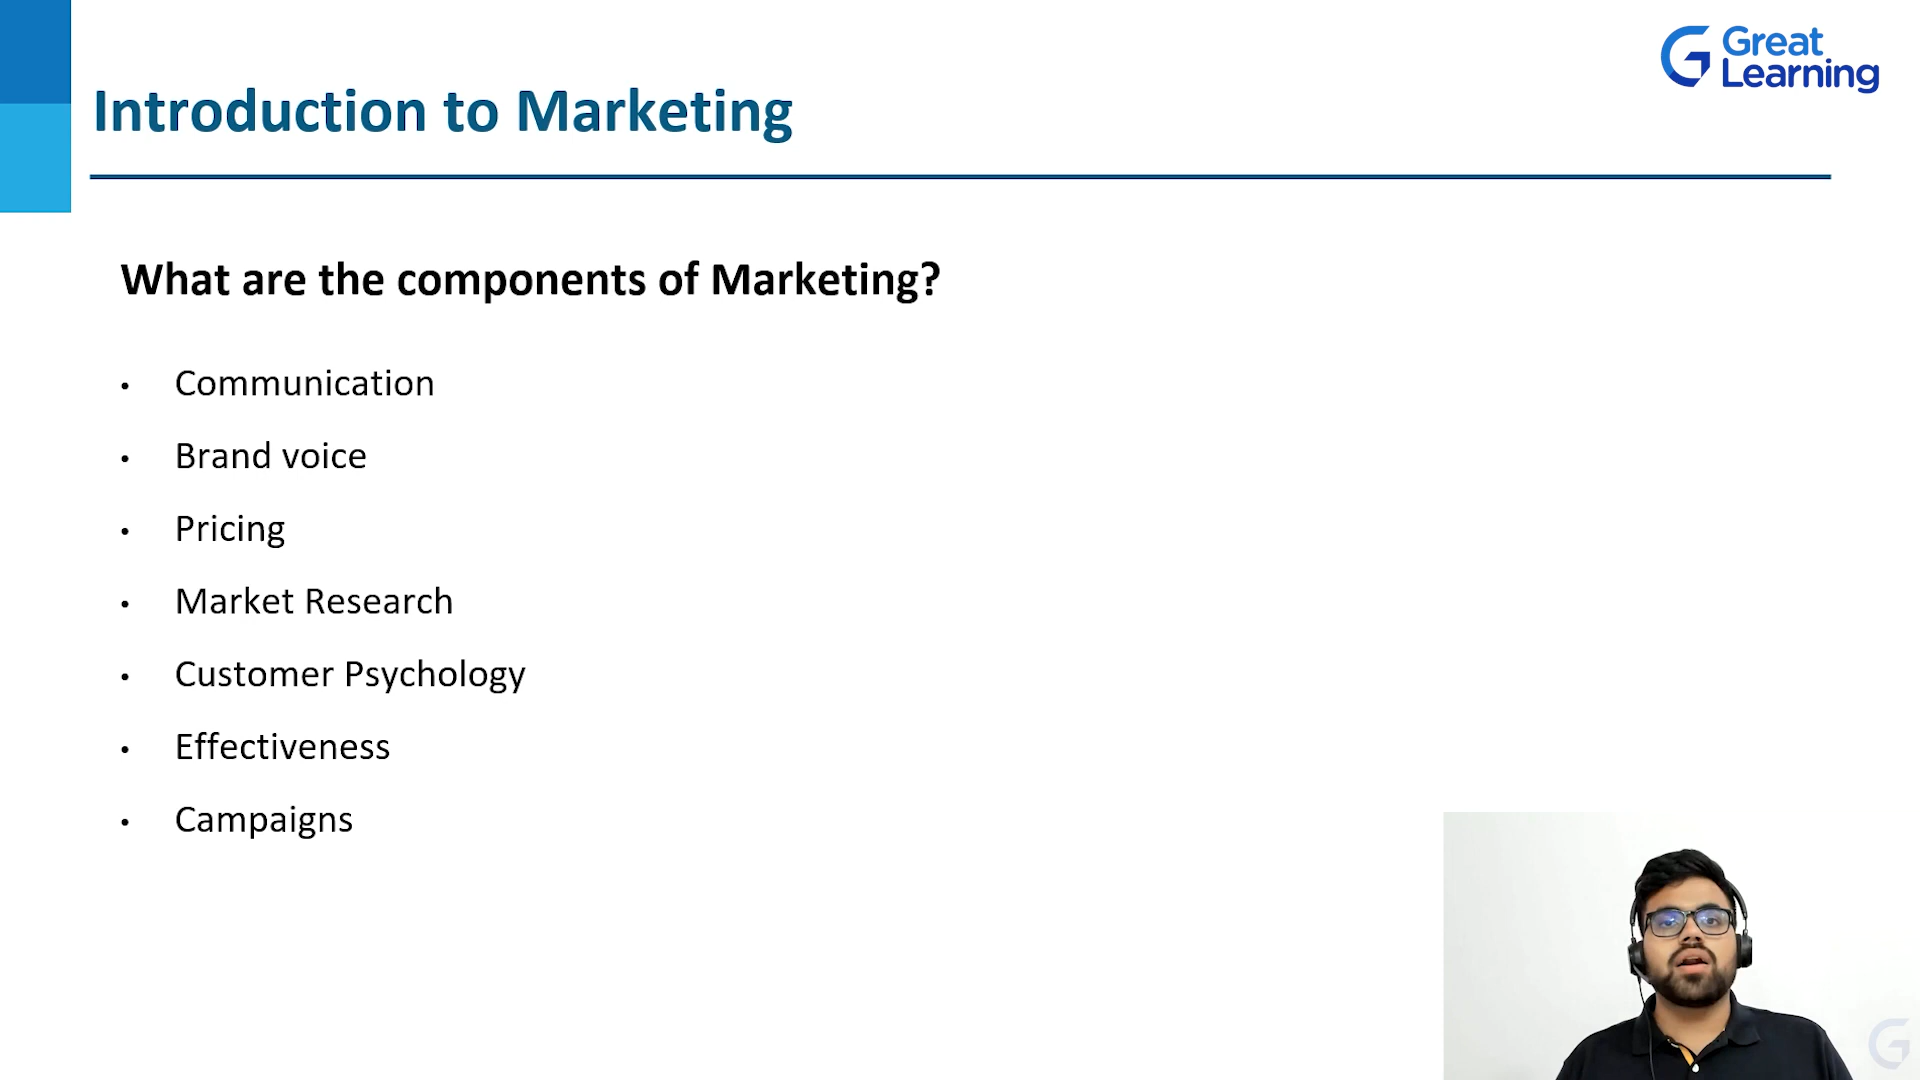 Great
Learning
Introduction to Marketing
What are the components of Marketing?
• Communication
• Brand voice
• Pricing
• Market Research
• Customer Psychology
• Effectiveness
• Campaigns